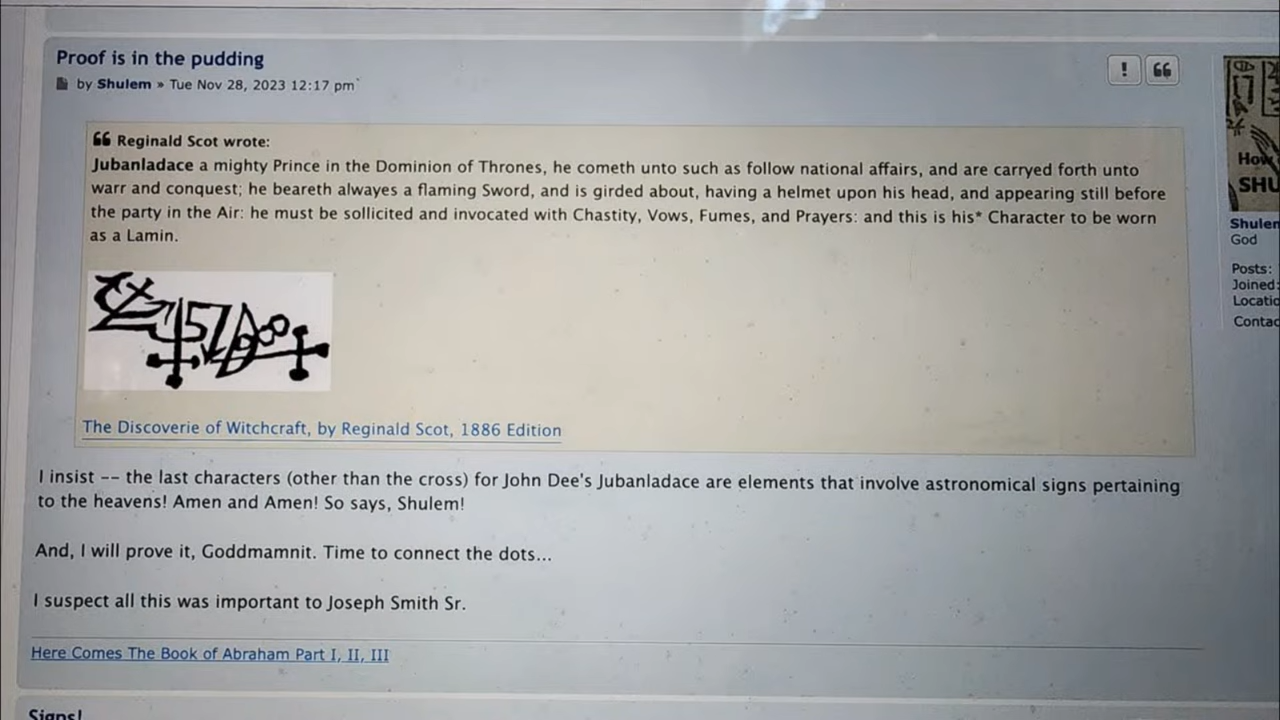 Proof is in the pudding
by Shulem » Tue Nov 28, 2023 12:17 pm
Reginald Scot wrote:
Jubanladace a mighty Prince in the Dominion of Thrones, he cometh unto such as follow national affairs, and are carryed forth unto
warr and conquest; he beareth alwayes a flaming Sword, and is girded about, having a helmet upon his head, and appearing still before
the party in the Air: he must be sollicited and invocated with Chastity, Vows, Fumes, and Prayers: and this is his* Character to be worn
as a Lamin.
The Discoverie of Witchcraft, by Reginald Scot, 1886 Edition
I insist -- the last characters (other than the cross) for John Dee's Jubanladace are elements that involve astronomical signs pertaining
to the heavens! Amen and Amen! So says, Shulem!
And, I will prove it, Goddmamnit. Time to connect the dots...
I suspect all this was important to Joseph Smith Sr.
Here Comes The Book of Abraham Part I, II, III
Signs!
How
SHU
Shulem
God
Posts:
Joined:
Locatio
Contac